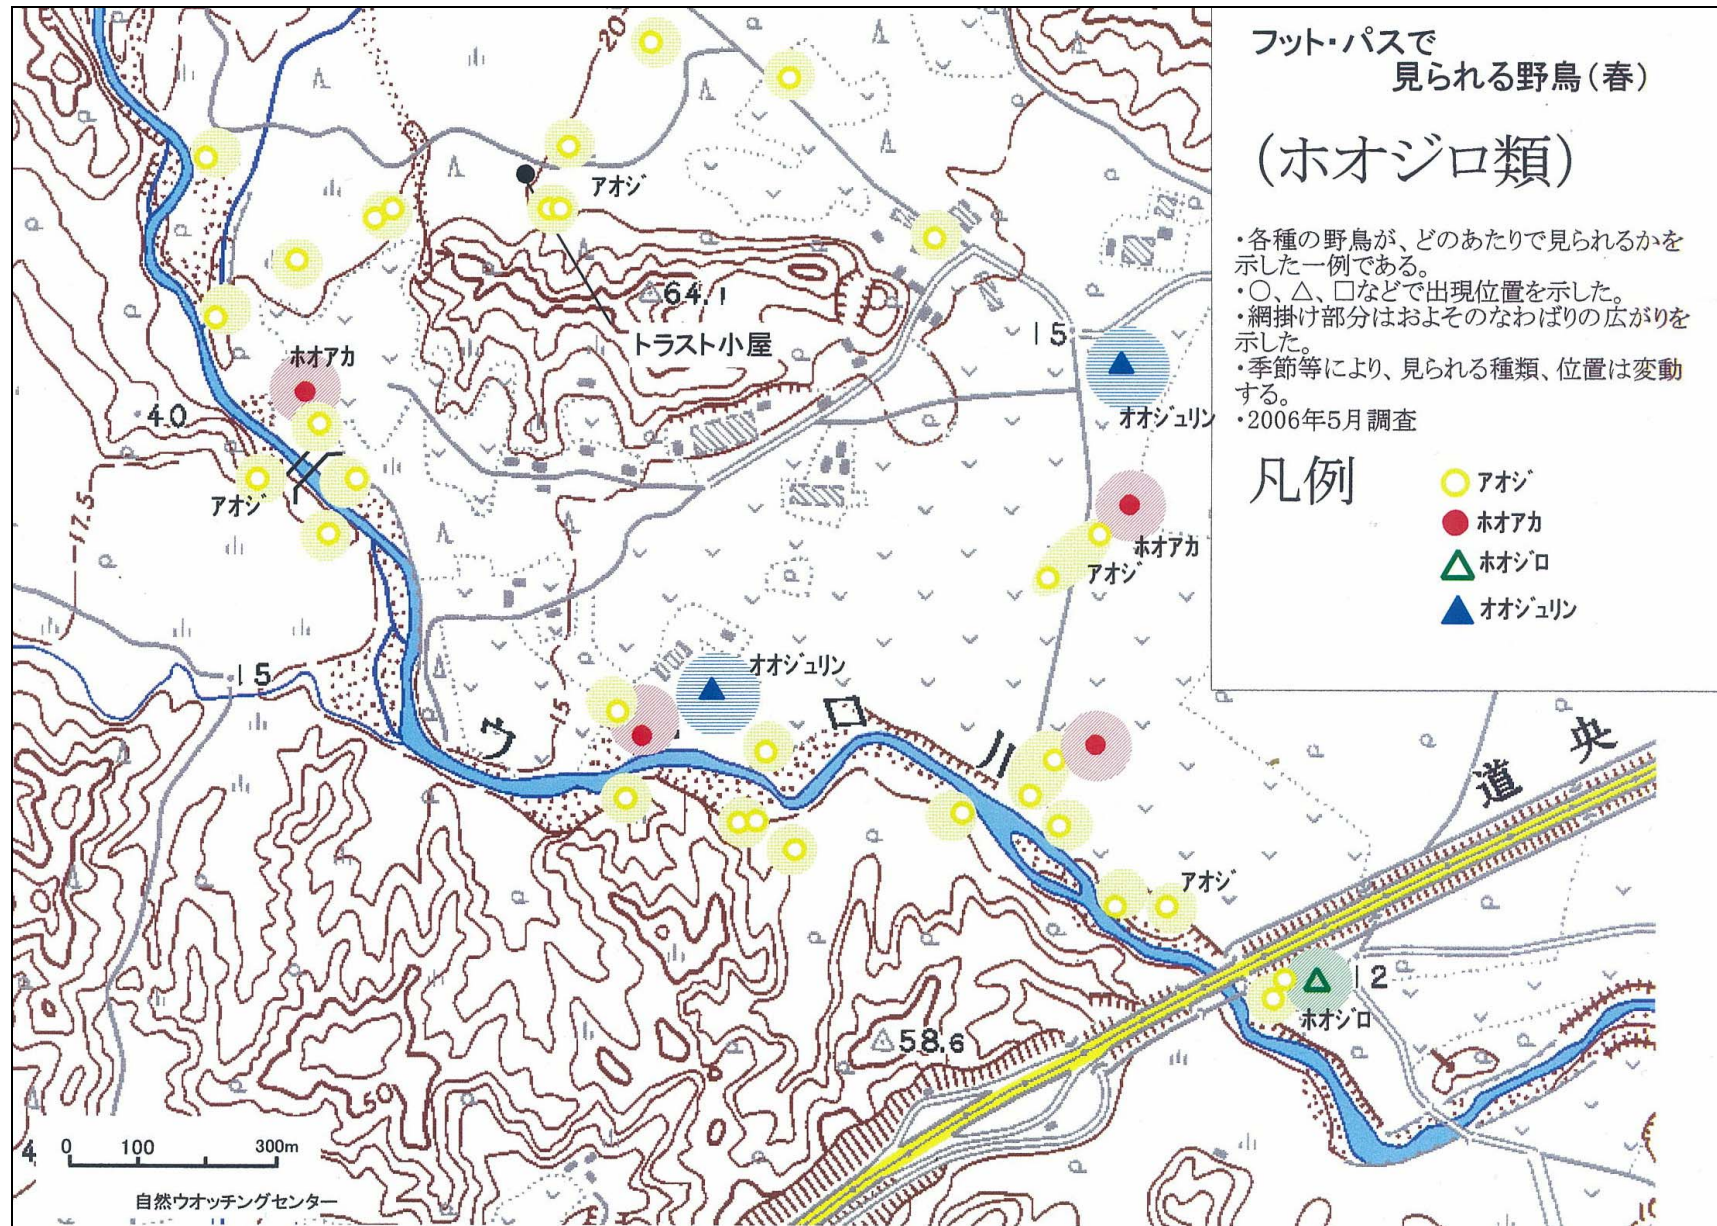 フット・パスで
見られる野鳥(春)
(ホオジロ類)
・各種の野鳥が、どのあたりで見られるかを
示した一例である。
・○、△、□などで出現位置を示した。
・網掛け部分はおよそのなわばりの広がりを
示した。
・季節等により、見られる種類、位置は変動
する。
・2006年5月調査
凡例
アオジ
ホオアカ
ホオジロ
オオジュリン
20
アオジ
64.1
トラスト小屋
15
オオジュリン
ホオアカ
40
アオジ
17.5
ホオアカ
アオジ
15
オオジュリン
15
ウ
ロ
川
央
道
アオジ
12
ホオジロ
58.6
50
4
0 100 300m
自然ウオッチングセンター